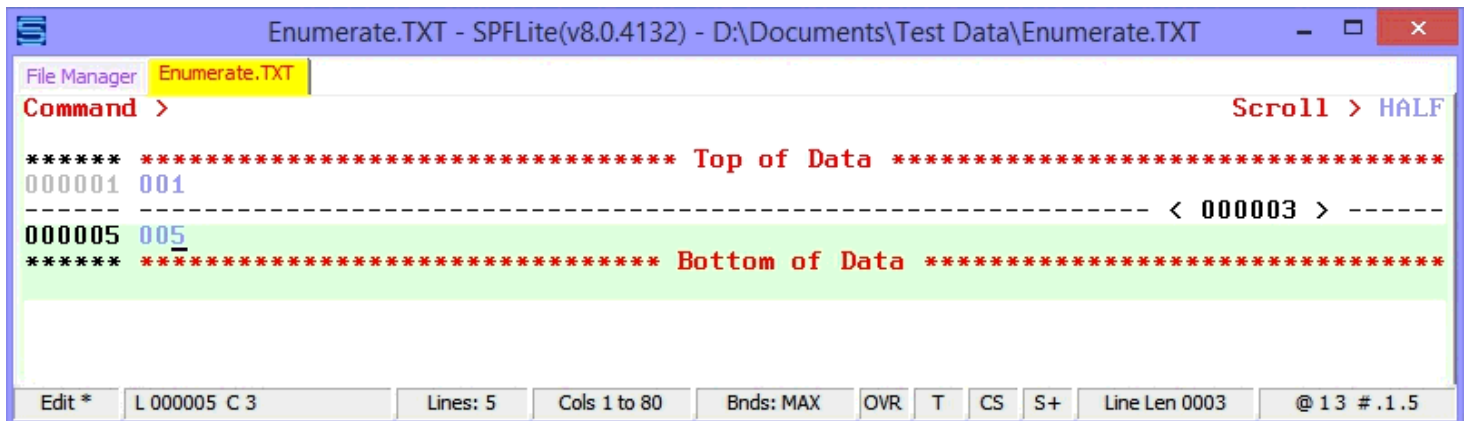 Enumerate.TXT - SPFLite(v8.0.4132) - D:\Documents\Test Data\Enumerate.TXT
File Manager Enumerate.TXT
Command > Scroll > HALF
****** ********************************* Top of Data **********************************
000001 001
------ -------------------------------------------------------------- < 000003 > ------
000005 005
****** ******************************** Bottom of Data ********************************
Edit * L 000005 C 3 Lines: 5 Cols 1 to 80 Bnds: MAX OVR T CS S+ Line Len 0003 @ 1 3 # . 1 . 5